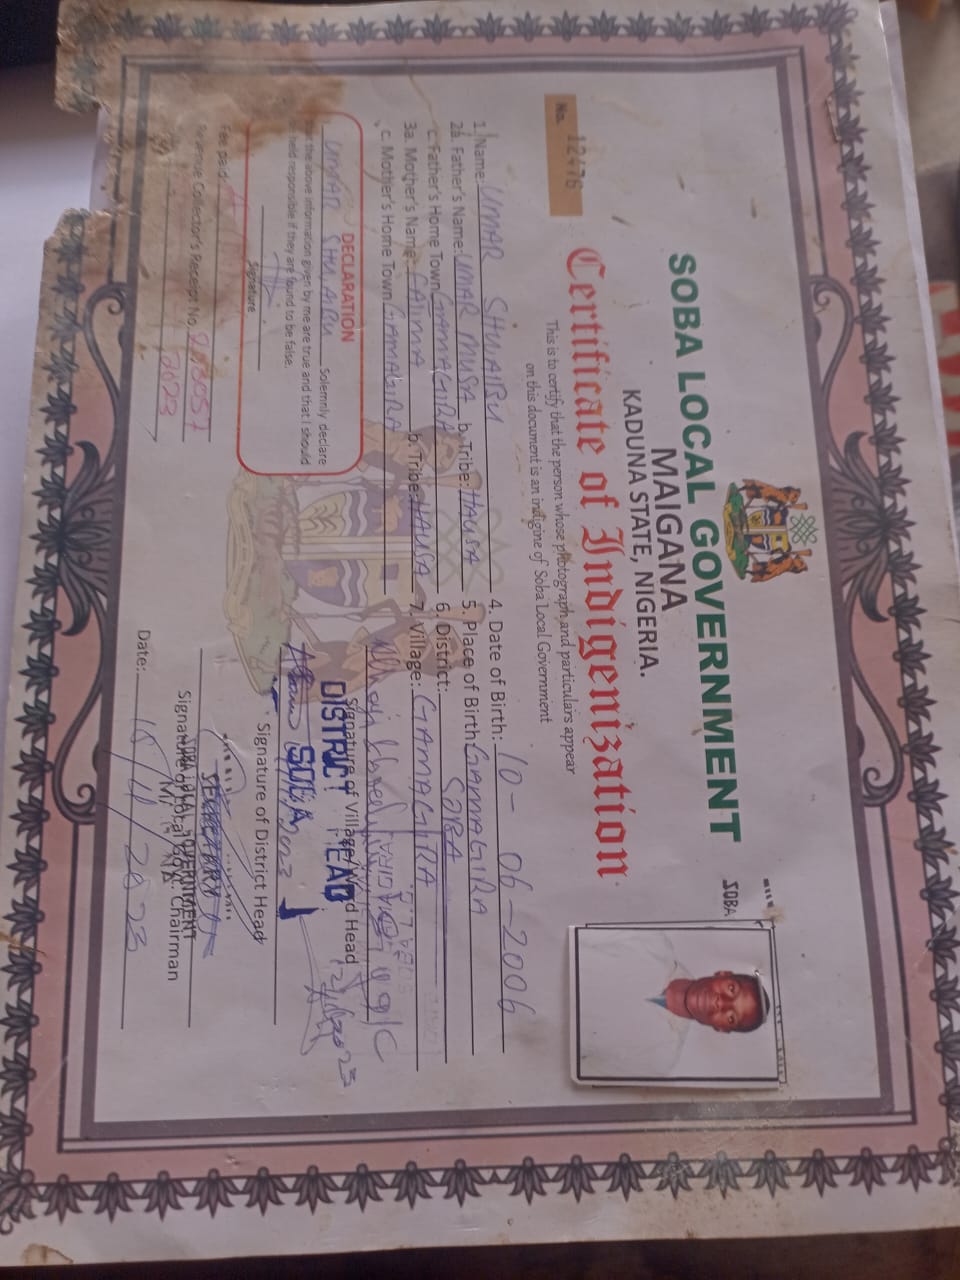 SOBA LOCAL GOVERNMENT
MAIGANA
KADUNA STATE, NIGERIA.
Certificate of Indigenization
This is to certify that the person whose photograph and particulars appear
on this document is an indigine of Soba Local Government
No. 12476
SOBA
1. Name: UMAR SHUAIBU
2a Father's Name: UMAR MUSA b. Tribe: HAUSA
c. Father's Home Town GAMAGIRA
3a. Mother's Name: b. Tribe: HAUSA
c. Mother's Home Town GAMAGIRA
4. Date of Birth: 10-06-2006
5. Place of Birth GAMAGIRA
6. District: SOBA
7. Village: GAMAGIRA
Signature of Village/Ward Head
DISTRICT HEAD
SOBA
Signature of District Head
SECRETARY
SOBA LOCAL GOVERNMENT
Signature of Local Govt. Chairman
Date: 2023
DECLARATION
UMAR SHUAIBU Solemnly declare
the above information given by me are true and that I should
held responsible if they are found to be false.
Signature
Fee paid
Revenue Collector's Receipt No.
2023